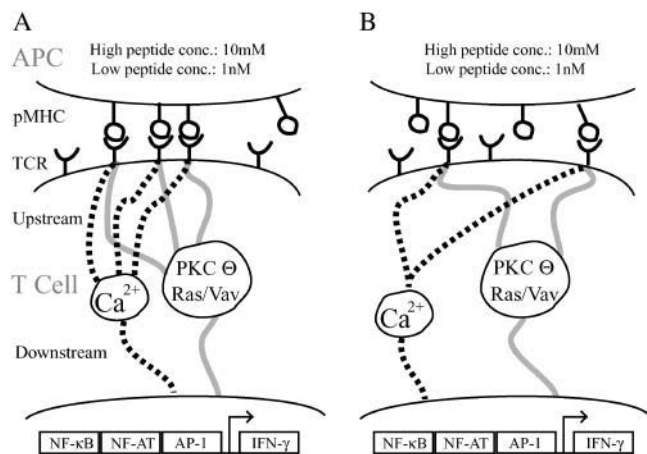 A
APC
High peptide conc.: 10mM
Low peptide conc.: 1nM
pMHC
TCR
Upstream
T Cell
Ca2+
PKC Θ
Ras/Vav
Downstream
NF-κB NF-AT AP-1 IFN-γ
B
High peptide conc.: 10mM
Low peptide conc.: 1nM
PKC Θ
Ras/Vav
Ca2+
NF-κB NF-AT AP-1 IFN-γ